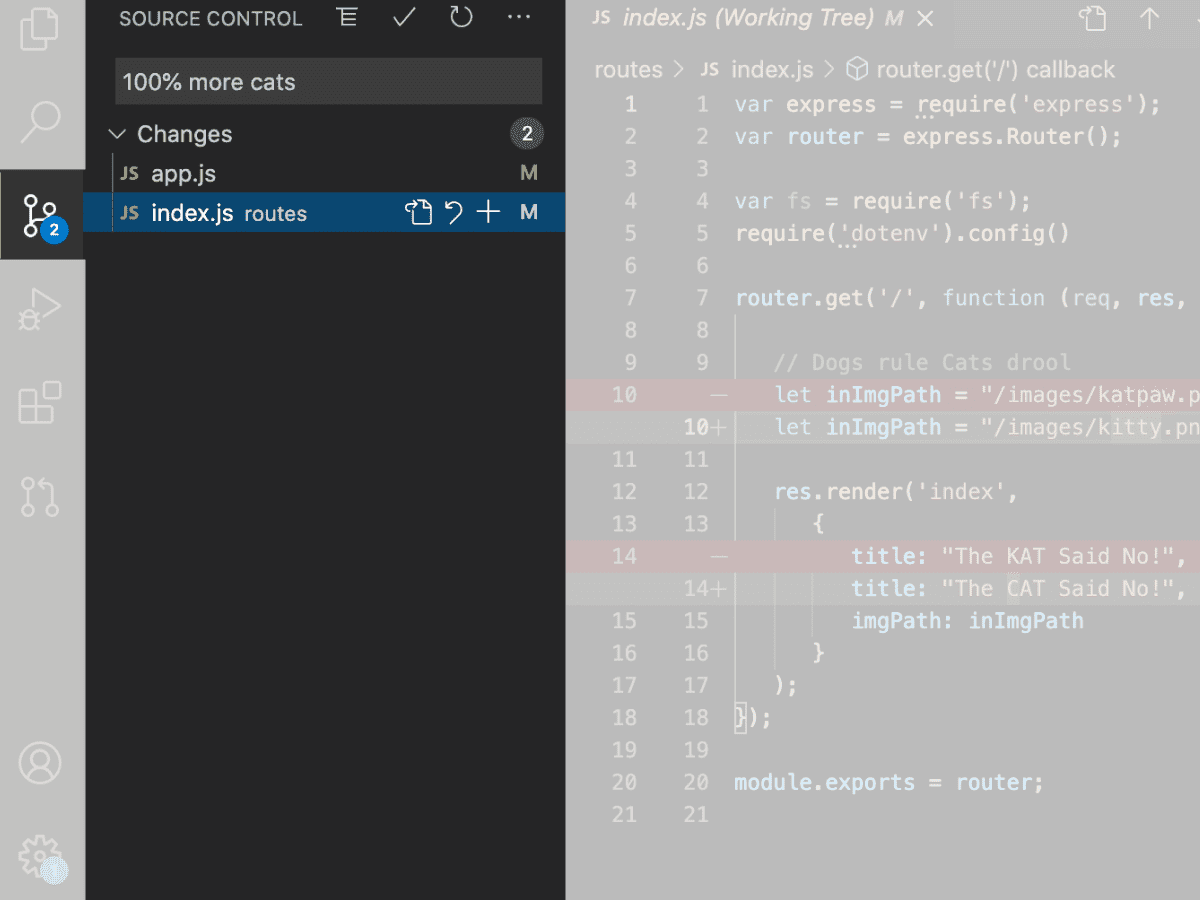 SOURCE CONTROL
100% more cats
Changes 2
JS app.js M
JS index.js routes M
2
1
JS index.js (Working Tree) M
routes > JS index.js > router.get('/') callback
1 1 var express = require('express');
2 2 var router = express.Router();
3 3
4 4 var fs = require('fs');
5 5 require('dotenv').config()
6 6
7 7 router.get('/', function (req, res,
8 8
9 9 // Dogs rule Cats drool
10 — let inImgPath = "/images/katpaw.p
10+ let inImgPath = "/images/kitty.pn
11 11
12 12 res.render('index',
13 13 {
14 — title: "The KAT Said No!",
14+ title: "The CAT Said No!",
15 15 imgPath: inImgPath
16 16 }
17 17 );
18 18 });
19 19
20 20 module.exports = router;
21 21